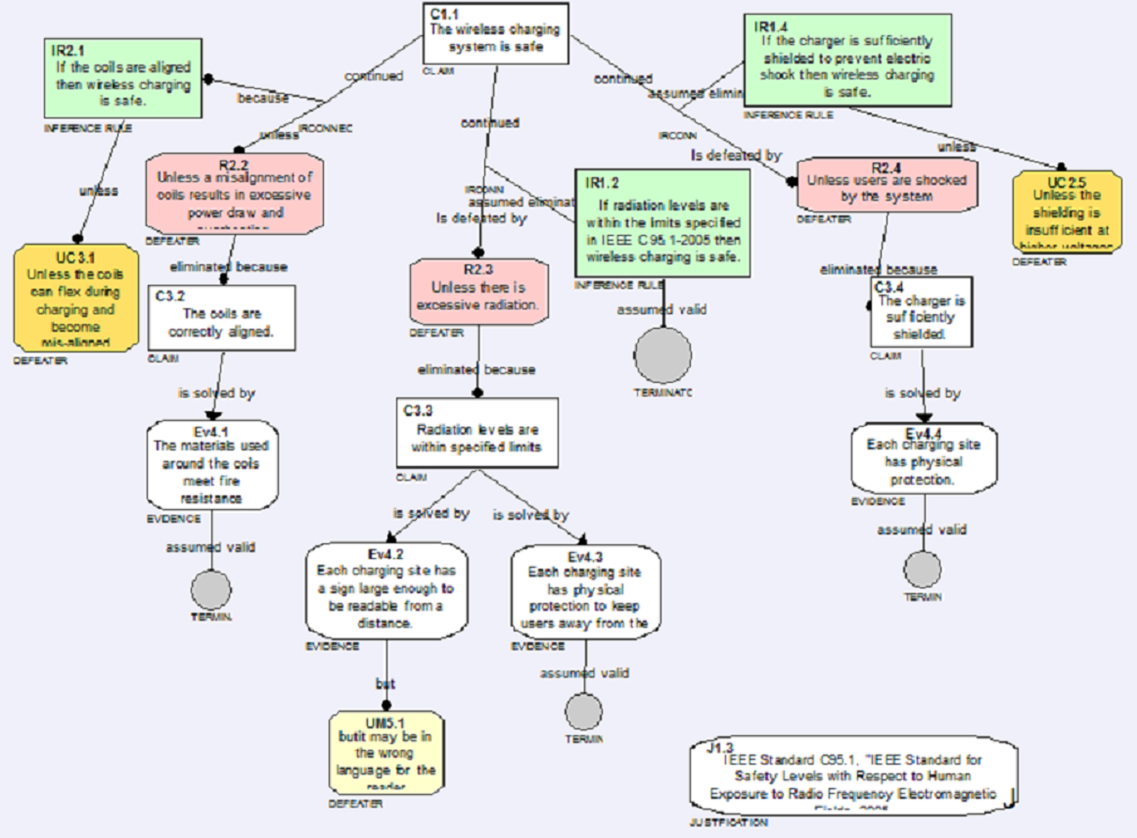 C1.1
The wireless charging
system is safe
CLAIM
IR2.1
If the coils are aligned
then wireless charging
is safe.
INFERENCE RULE
IR1.4
If the charger is sufficiently
shielded to prevent electric
shook then wireless charging
is safe.
INFERENCE RULE
continued
continued
continued
because
unless
IRCONNEC
assumed elimin
IRCONN
Is defeated by
unless
unless
R2.2
Unless a misalignment of
coils results in excessive
power draw and
DEFEATER
IRCONN
assumed eliminat
Is defeated by
IR1.2
If radiation levels are
within the limits specified
in IEEE C95.1-2005 then
wireless charging is safe.
INFERENCE RULE
R2.4
Unless users are shocked
by the system
DEFEATER
UC2.5
Unless the
shielding is
insufficient at
higher voltages
DEFEATER
UC3.1
Unless the coils
can flex during
charging and
become
mis-aligned
DEFEATER
eliminated because
C3.2
The coils are
correctly aligned.
CLAIM
R2.3
Unless there is
excessive radiation.
DEFEATER
assumed valid
TERMINATC
eliminated because
C3.4
The charger is
sufficiently
shielded.
CLAIM
is solved by
Ev4.1
The materials used
around the coils
meet fire
resistance
EVIDENCE
assumed valid
TERMIN.
eliminated because
C3.3
Radiation levels are
within specified limits
CLAIM
is solved by
is solved by
Ev4.2
Each charging site has
a sign large enough to
be readable from a
distance.
EVIDENCE
Ev4.3
Each charging site
has physical
protection to keep
users away from the
EVIDENCE
is solved by
Ev4.4
Each charging site
has physical
protection.
EVIDENCE
assumed valid
TERMIN
but
UM5.1
but it may be in
the wrong
language for the
reader
DEFEATER
assumed valid
TERMIN
J1.3
IEEE Standard C95.1, "IEEE Standard for
Safety Levels with Respect to Human
Exposure to Radio Frequency Electromagnetic
Fields, 2005
JUSTIFICATION